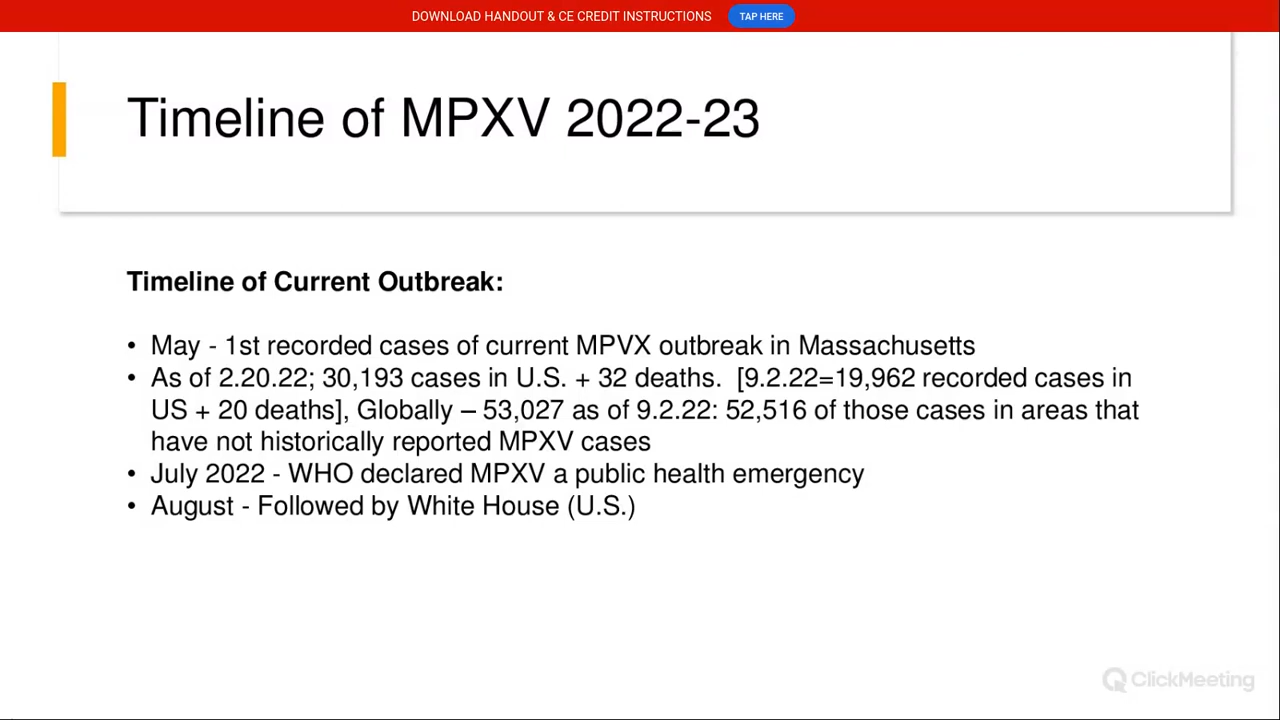 DOWNLOAD HANDOUT & CE CREDIT INSTRUCTIONS TAP HERE
Timeline of MPXV 2022-23
Timeline of Current Outbreak:
• May - 1st recorded cases of current MPVX outbreak in Massachusetts
• As of 2.20.22; 30,193 cases in U.S. + 32 deaths.  [9.2.22=19,962 recorded cases in
US + 20 deaths], Globally – 53,027 as of 9.2.22: 52,516 of those cases in areas that
have not historically reported MPXV cases
• July 2022 - WHO declared MPXV a public health emergency
• August - Followed by White House (U.S.)
ClickMeeting